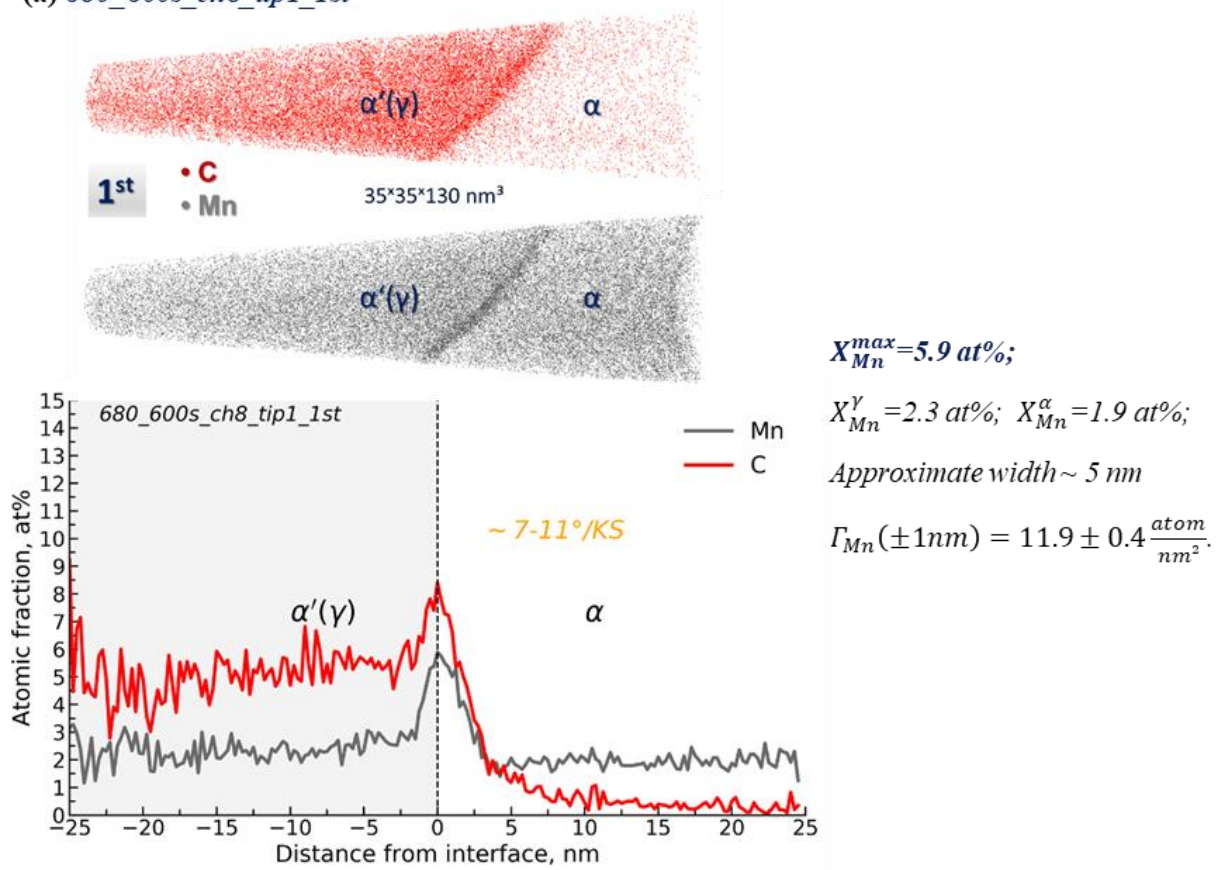 (a) 680_600s_ch8_tip1_1st
α'(γ) α
1st
• C
• Mn
35x35x130 nm³
α'(γ) α
X_Mn^max=5.9 at%;
X_Mn^γ=2.3 at%; X_Mn^α=1.9 at%;
Approximate width~ 5 nm
Γ_Mn(±1nm) = 11.9 ± 0.4 atom/nm².
680_600s_ch8_tip1_1st
Mn
C
~ 7-11°/KS
α'(γ) α
Atomic fraction, at%
15
14
13
12
11
10
9
8
7
6
5
4
3
2
1
0
−25 −20 −15 −10 −5 0 5 10 15 20 25
Distance from interface, nm